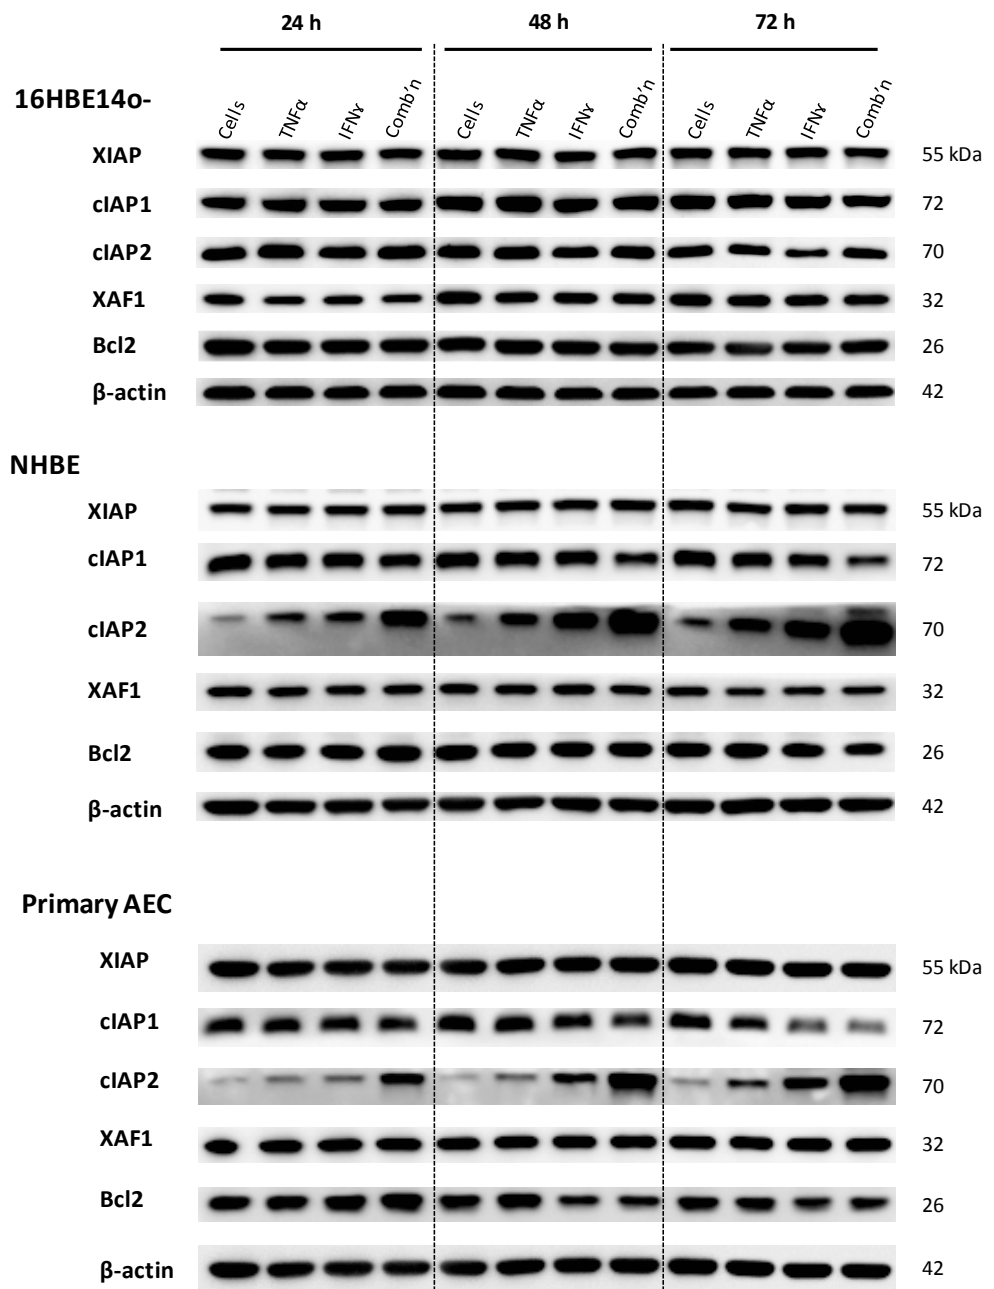 24 h 48 h 72 h
Cells TNFα IFNɣ Comb'n Cells TNFα IFNɣ Comb'n Cells TNFα IFNɣ Comb'n
16HBE14o-
XIAP 55 kDa
cIAP1 72
cIAP2 70
XAF1 32
Bcl2 26
β-actin 42
NHBE
XIAP 55 kDa
cIAP1 72
cIAP2 70
XAF1 32
Bcl2 26
β-actin 42
Primary AEC
XIAP 55 kDa
cIAP1 72
cIAP2 70
XAF1 32
Bcl2 26
β-actin 42